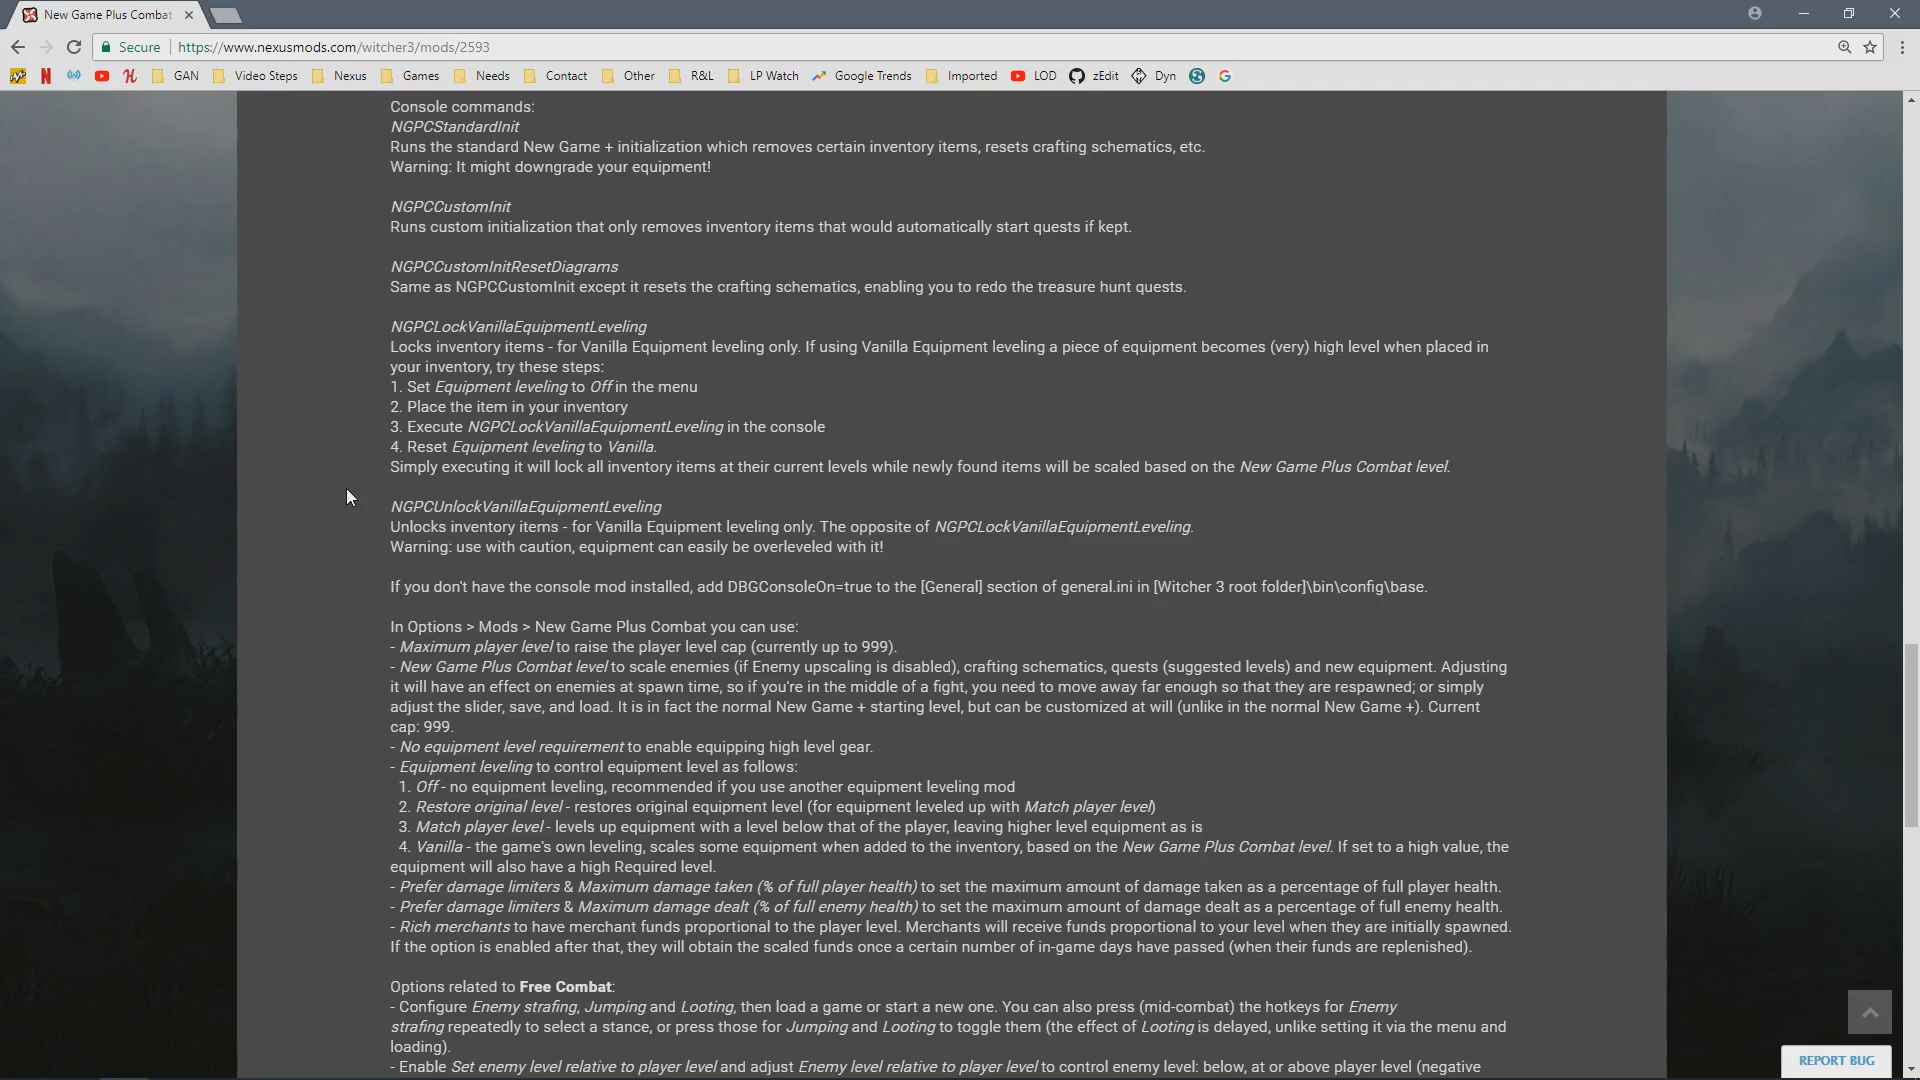 New Game Plus Combat
Secure
https://www.nexusmods.com/witcher3/mods/2593
GAN
Video Steps
Nexus
Games
Needs
Contact
Other
R&L
LP Watch
Google Trends
Imported
LOD
zEdit
Dyn
Console commands:
NGPCStandardInit
Runs the standard New Game + initialization which removes certain inventory items, resets crafting schematics, etc.
Warning: It might downgrade your equipment!
NGPCCustomInit
Runs custom initialization that only removes inventory items that would automatically start quests if kept.
NGPCCustomInitResetDiagrams
Same as NGPCCustomInit except it resets the crafting schematics, enabling you to redo the treasure hunt quests.
NGPCLockVanillaEquipmentLeveling
Locks inventory items - for Vanilla Equipment leveling only. If using Vanilla Equipment leveling a piece of equipment becomes (very) high level when placed in
your inventory, try these steps:
1. Set Equipment leveling to Off in the menu
2. Place the item in your inventory
3. Execute NGPCLockVanillaEquipmentLeveling in the console
4. Reset Equipment leveling to Vanilla.
Simply executing it will lock all inventory items at their current levels while newly found items will be scaled based on the New Game Plus Combat level.
NGPCUnlockVanillaEquipmentLeveling
Unlocks inventory items - for Vanilla Equipment leveling only. The opposite of NGPCLockVanillaEquipmentLeveling.
Warning: use with caution, equipment can easily be overleveled with it!
If you don't have the console mod installed, add DBGConsoleOn=true to the [General] section of general.ini in [Witcher 3 root folder]\bin\config\base.
In Options > Mods > New Game Plus Combat you can use:
- Maximum player level to raise the player level cap (currently up to 999).
- New Game Plus Combat level to scale enemies (if Enemy upscaling is disabled), crafting schematics, quests (suggested levels) and new equipment. Adjusting
it will have an effect on enemies at spawn time, so if you're in the middle of a fight, you need to move away far enough so that they are respawned; or simply
adjust the slider, save, and load. It is in fact the normal New Game + starting level, but can be customized at will (unlike in the normal New Game +). Current
cap: 999.
- No equipment level requirement to enable equipping high level gear.
- Equipment leveling to control equipment level as follows:
1. Off - no equipment leveling, recommended if you use another equipment leveling mod
2. Restore original level - restores original equipment level (for equipment leveled up with Match player level)
3. Match player level - levels up equipment with a level below that of the player, leaving higher level equipment as is
4. Vanilla - the game's own leveling, scales some equipment when added to the inventory, based on the New Game Plus Combat level. If set to a high value, the
equipment will also have a high Required level.
- Prefer damage limiters & Maximum damage taken (% of full player health) to set the maximum amount of damage taken as a percentage of full player health.
- Prefer damage limiters & Maximum damage dealt (% of full enemy health) to set the maximum amount of damage dealt as a percentage of full enemy health.
- Rich merchants to have merchant funds proportional to the player level. Merchants will receive funds proportional to your level when they are initially spawned.
If the option is enabled after that, they will obtain the scaled funds once a certain number of in-game days have passed (when their funds are replenished).
Options related to Free Combat:
- Configure Enemy strafing, Jumping and Looting, then load a game or start a new one. You can also press (mid-combat) the hotkeys for Enemy
strafing repeatedly to select a stance, or press those for Jumping and Looting to toggle them (the effect of Looting is delayed, unlike setting it via the menu and
loading).
- Enable Set enemy level relative to player level and adjust Enemy level relative to player level to control enemy level: below, at or above player level (negative
REPORT BUG